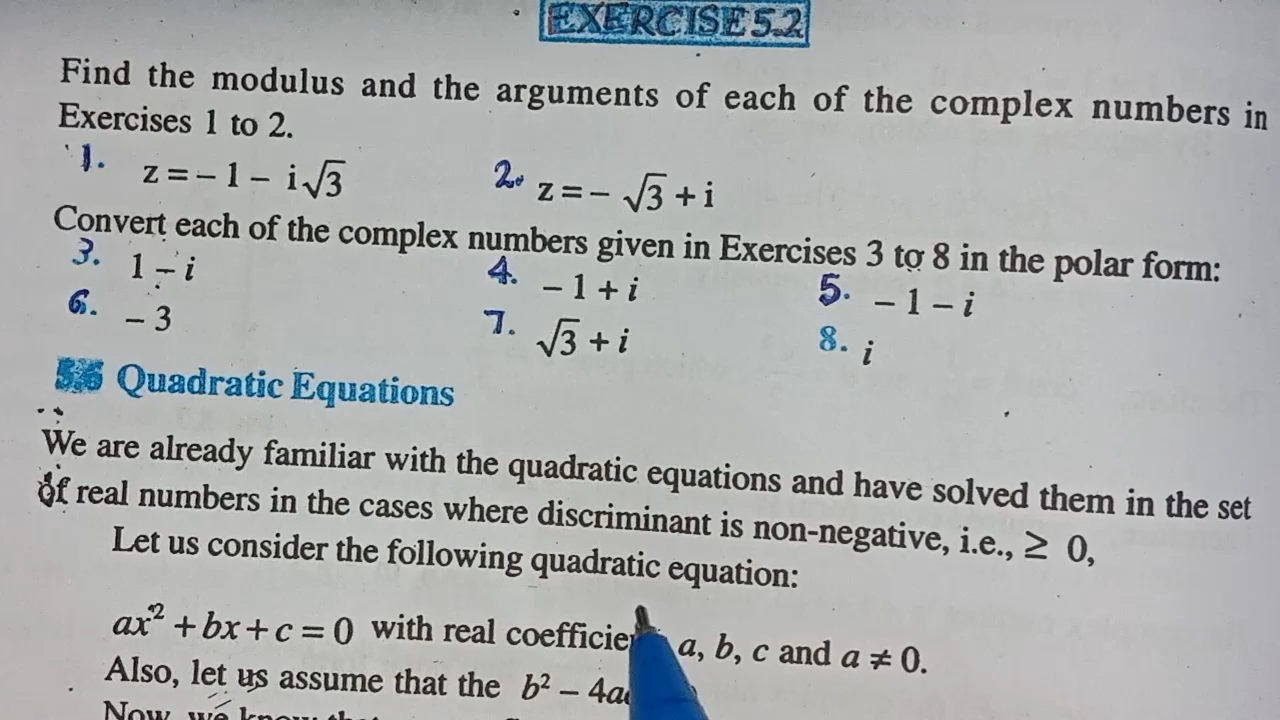 EXERCISE 5.2
Find the modulus and the arguments of each of the complex numbers in
Exercises 1 to 2.
1. z = − 1 − i√3 2. z = − √3 + i
Convert each of the complex numbers given in Exercises 3 to 8 in the polar form:
3. 1 − i 4. − 1 + i 5. − 1 − i
6. − 3 7. √3 + i 8. i
5.6 Quadratic Equations
We are already familiar with the quadratic equations and have solved them in the set
of real numbers in the cases where discriminant is non-negative, i.e., ≥ 0,
Let us consider the following quadratic equation:
ax² + bx + c = 0 with real a, b, c and a ≠ 0.
Also, let us assume that the b² − 4a
Now, we